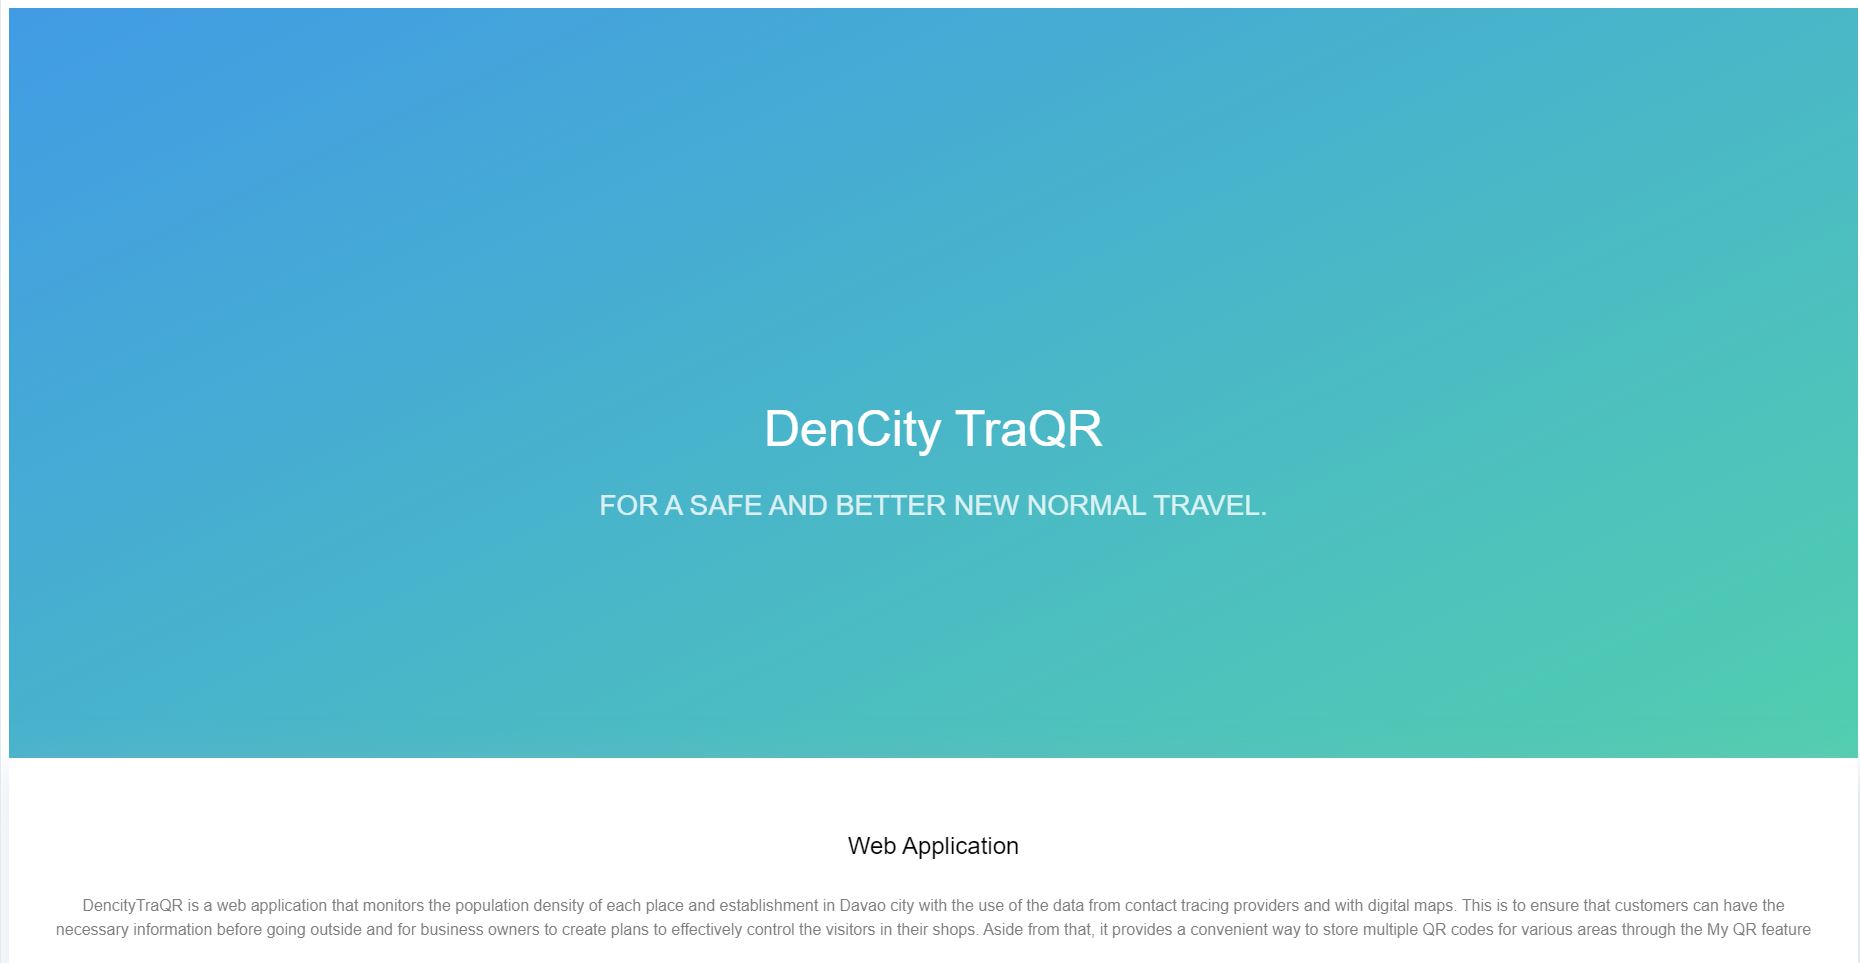 DenCity TraQR
FOR A SAFE AND BETTER NEW NORMAL TRAVEL.
Web Application
DencityTraQR is a web application that monitors the population density of each place and establishment in Davao city with the use of the data from contact tracing providers and with digital maps. This is to ensure that customers can have the
necessary information before going outside and for business owners to create plans to effectively control the visitors in their shops. Aside from that, it provides a convenient way to store multiple QR codes for various areas through the My QR feature